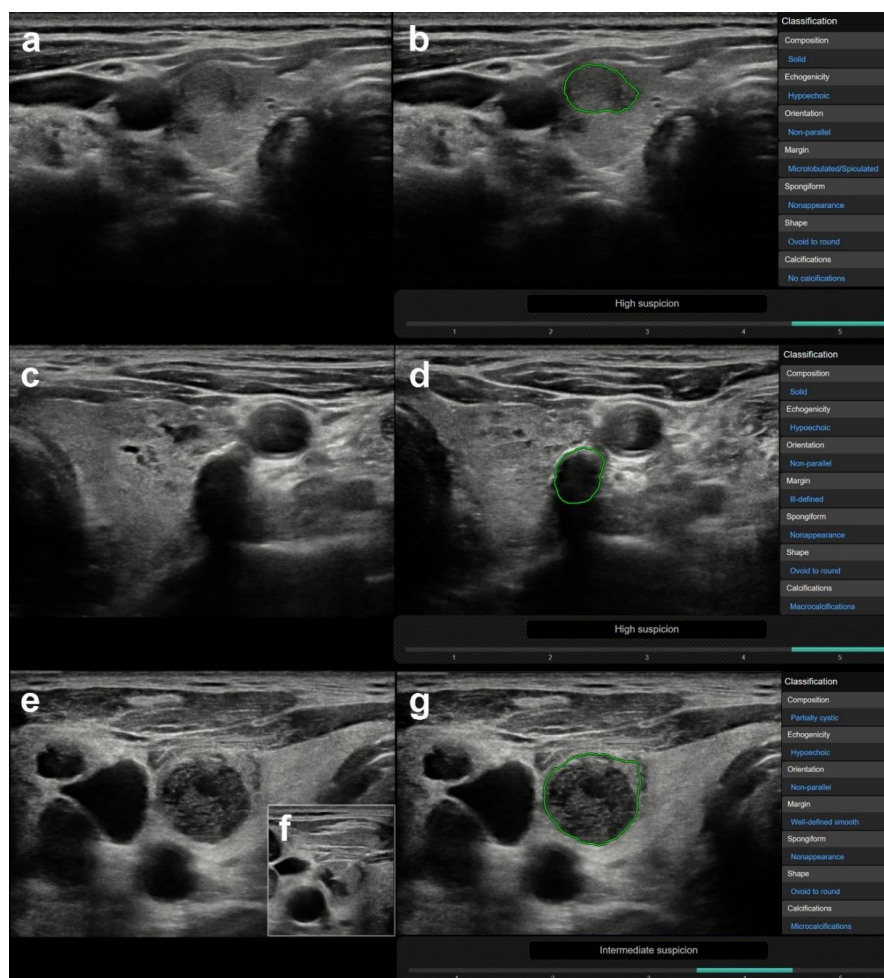 a
b
Classification
Composition
Solid
Echogenicity
Hypoechoic
Orientation
Non-parallel
Margin
Microlobulated/Spiculated
Spongiform
Nonappearance
Shape
Ovoid to round
Calcifications
No calcifications
High suspicion
1 2 3 4 5
c
d
Classification
Composition
Solid
Echogenicity
Hypoechoic
Orientation
Non-parallel
Margin
Ill-defined
Spongiform
Nonappearance
Shape
Ovoid to round
Calcifications
Macrocalcifications
High suspicion
1 2 3 4 5
e
f
g
Classification
Composition
Partially cystic
Echogenicity
Hypoechoic
Orientation
Non-parallel
Margin
Well-defined smooth
Spongiform
Nonappearance
Shape
Ovoid to round
Calcifications
Microcalcifications
Intermediate suspicion